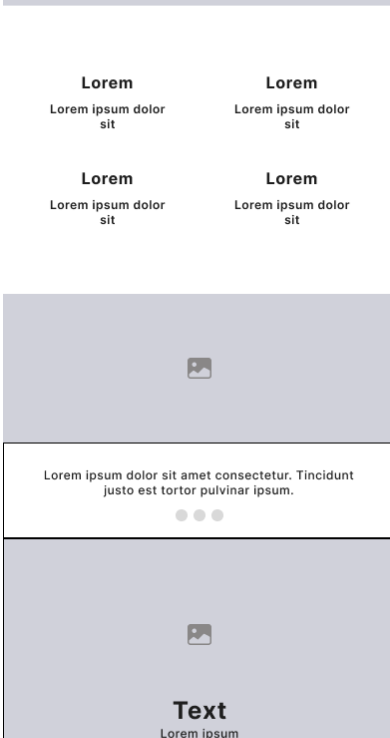 Lorem
Lorem ipsum dolor
sit
Lorem
Lorem ipsum dolor
sit
Lorem
Lorem ipsum dolor
sit
Lorem
Lorem ipsum dolor
sit
Lorem ipsum dolor sit amet consectetur. Tincidunt
justo est tortor pulvinar ipsum.
Text
Lorem ipsum